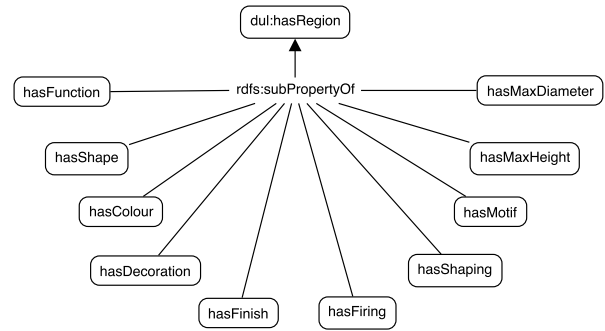 dul:hasRegion
rdfs:subPropertyOf
hasFunction
hasMaxDiameter
hasShape
hasMaxHeight
hasColour
hasMotif
hasDecoration
hasShaping
hasFinish
hasFiring